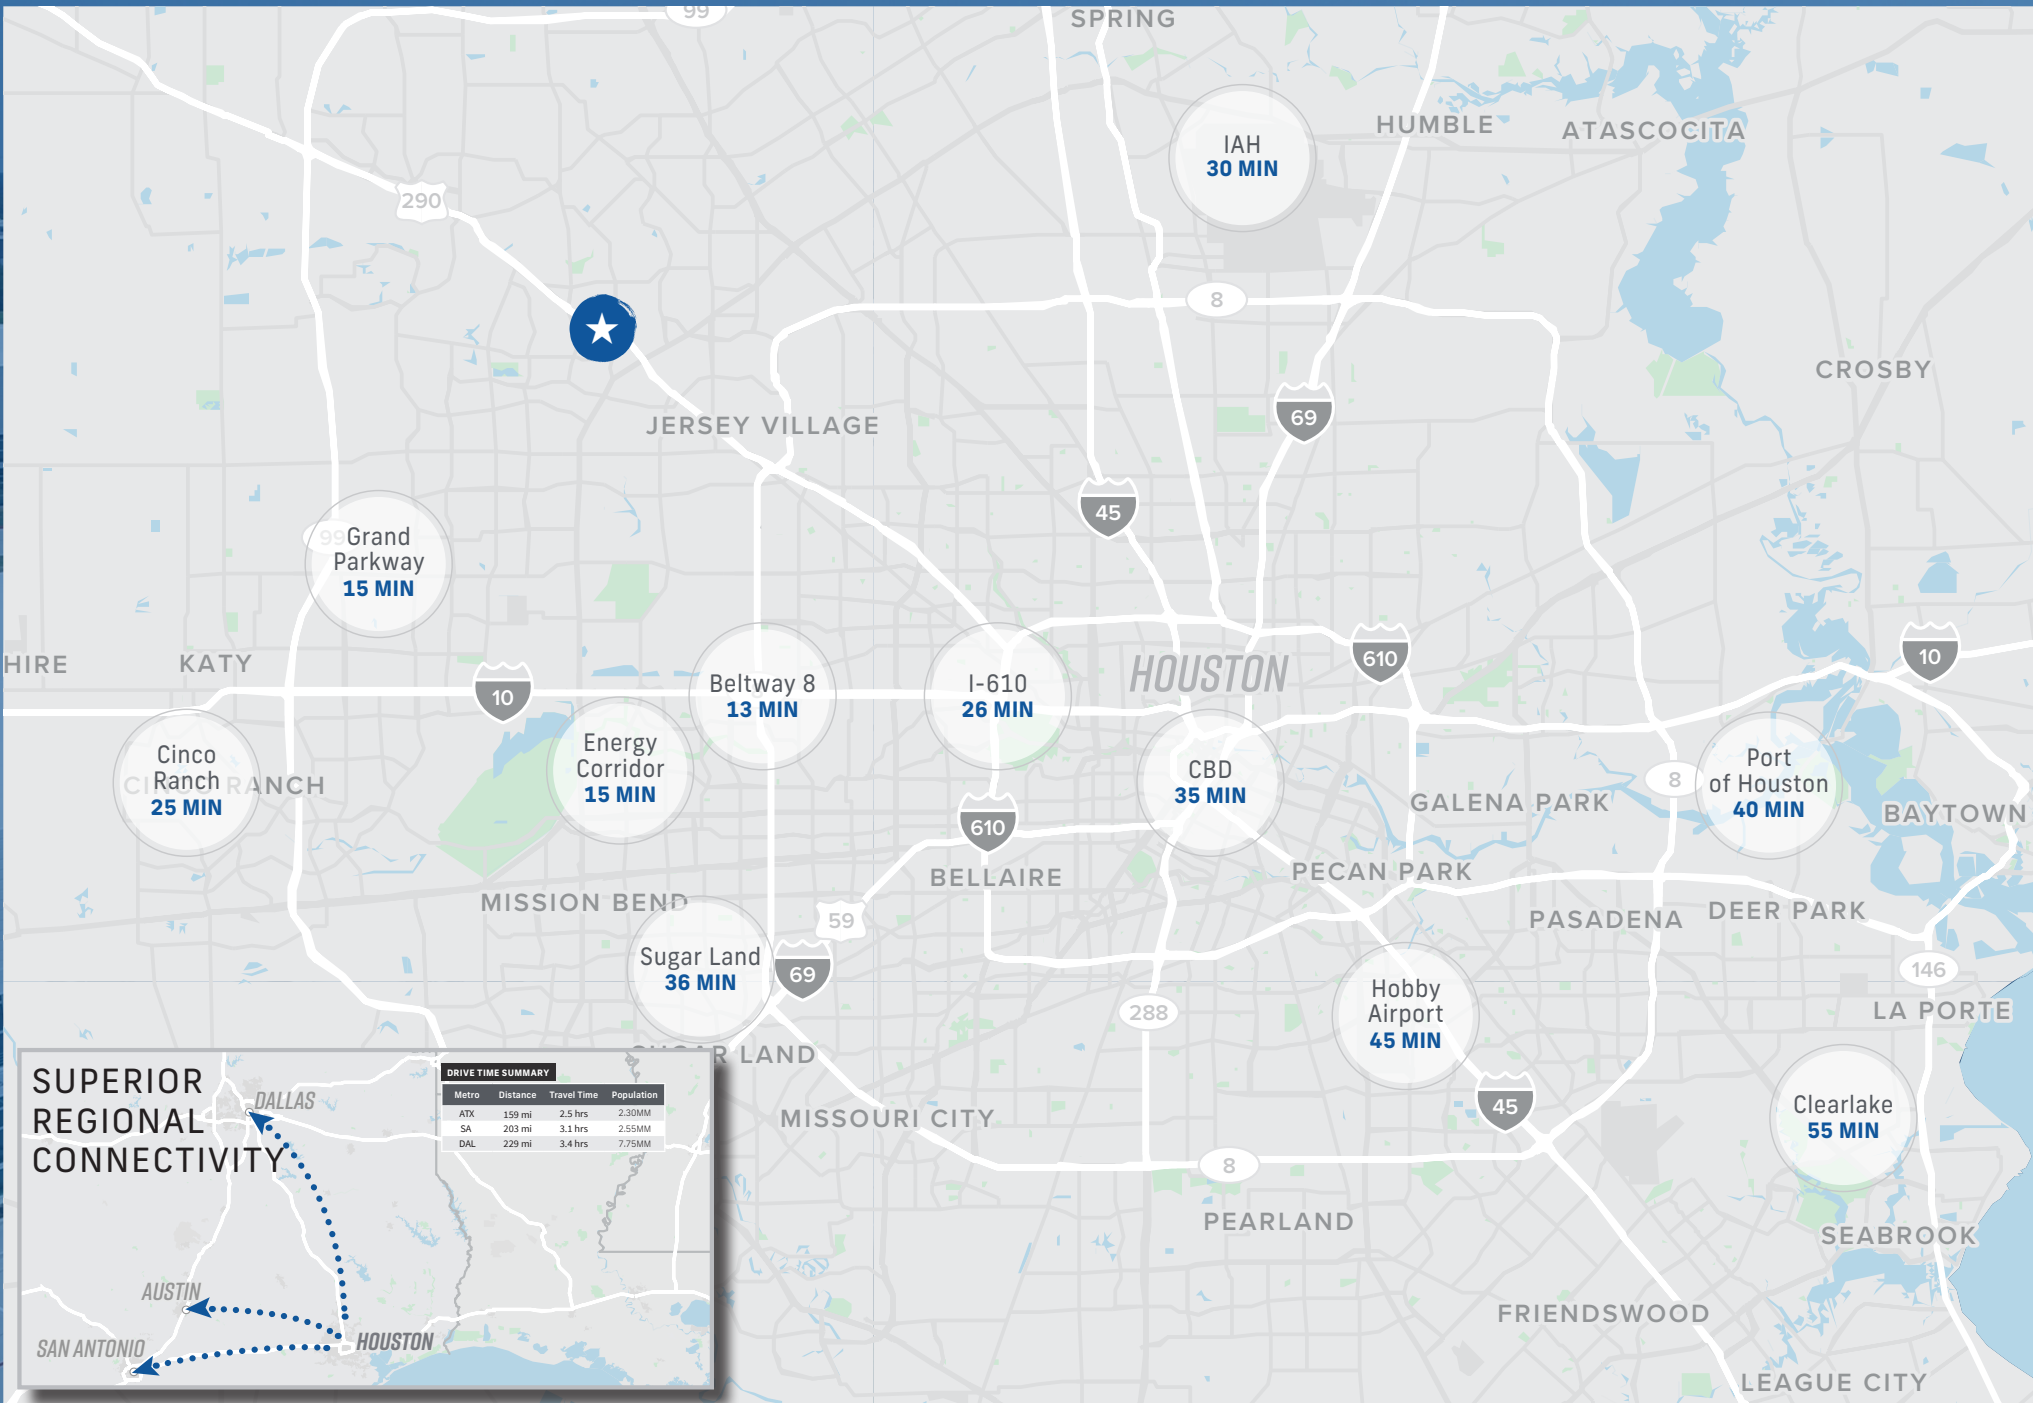 99
SPRING
HUMBLE
ATASCOCITA
IAH
30 MIN
290
8
CROSBY
69
JERSEY VILLAGE
45
99
Grand
Parkway
15 MIN
HIRE
KATY
10
Beltway 8
13 MIN
I-610
26 MIN
HOUSTON
610
10
Cinco
Ranch
25 MIN
CINCO RANCH
Energy
Corridor
15 MIN
CBD
35 MIN
8
Port
of Houston
40 MIN
GALENA PARK
BAYTOWN
610
BELLAIRE
PECAN PARK
MISSION BEND
59
PASADENA
DEER PARK
Sugar Land
36 MIN
69
146
288
Hobby
Airport
45 MIN
LA PORTE
SUGAR LAND
MISSOURI CITY
45
Clearlake
55 MIN
8
PEARLAND
SEABROOK
FRIENDSWOOD
LEAGUE CITY
SUPERIOR
REGIONAL
CONNECTIVITY
DALLAS
DRIVE TIME SUMMARY
Metro Distance Travel Time Population
ATX 159 mi 2.5 hrs 2.30MM
SA 203 mi 3.1 hrs 2.55MM
DAL 229 mi 3.4 hrs 7.75MM
AUSTIN
SAN ANTONIO
HOUSTON